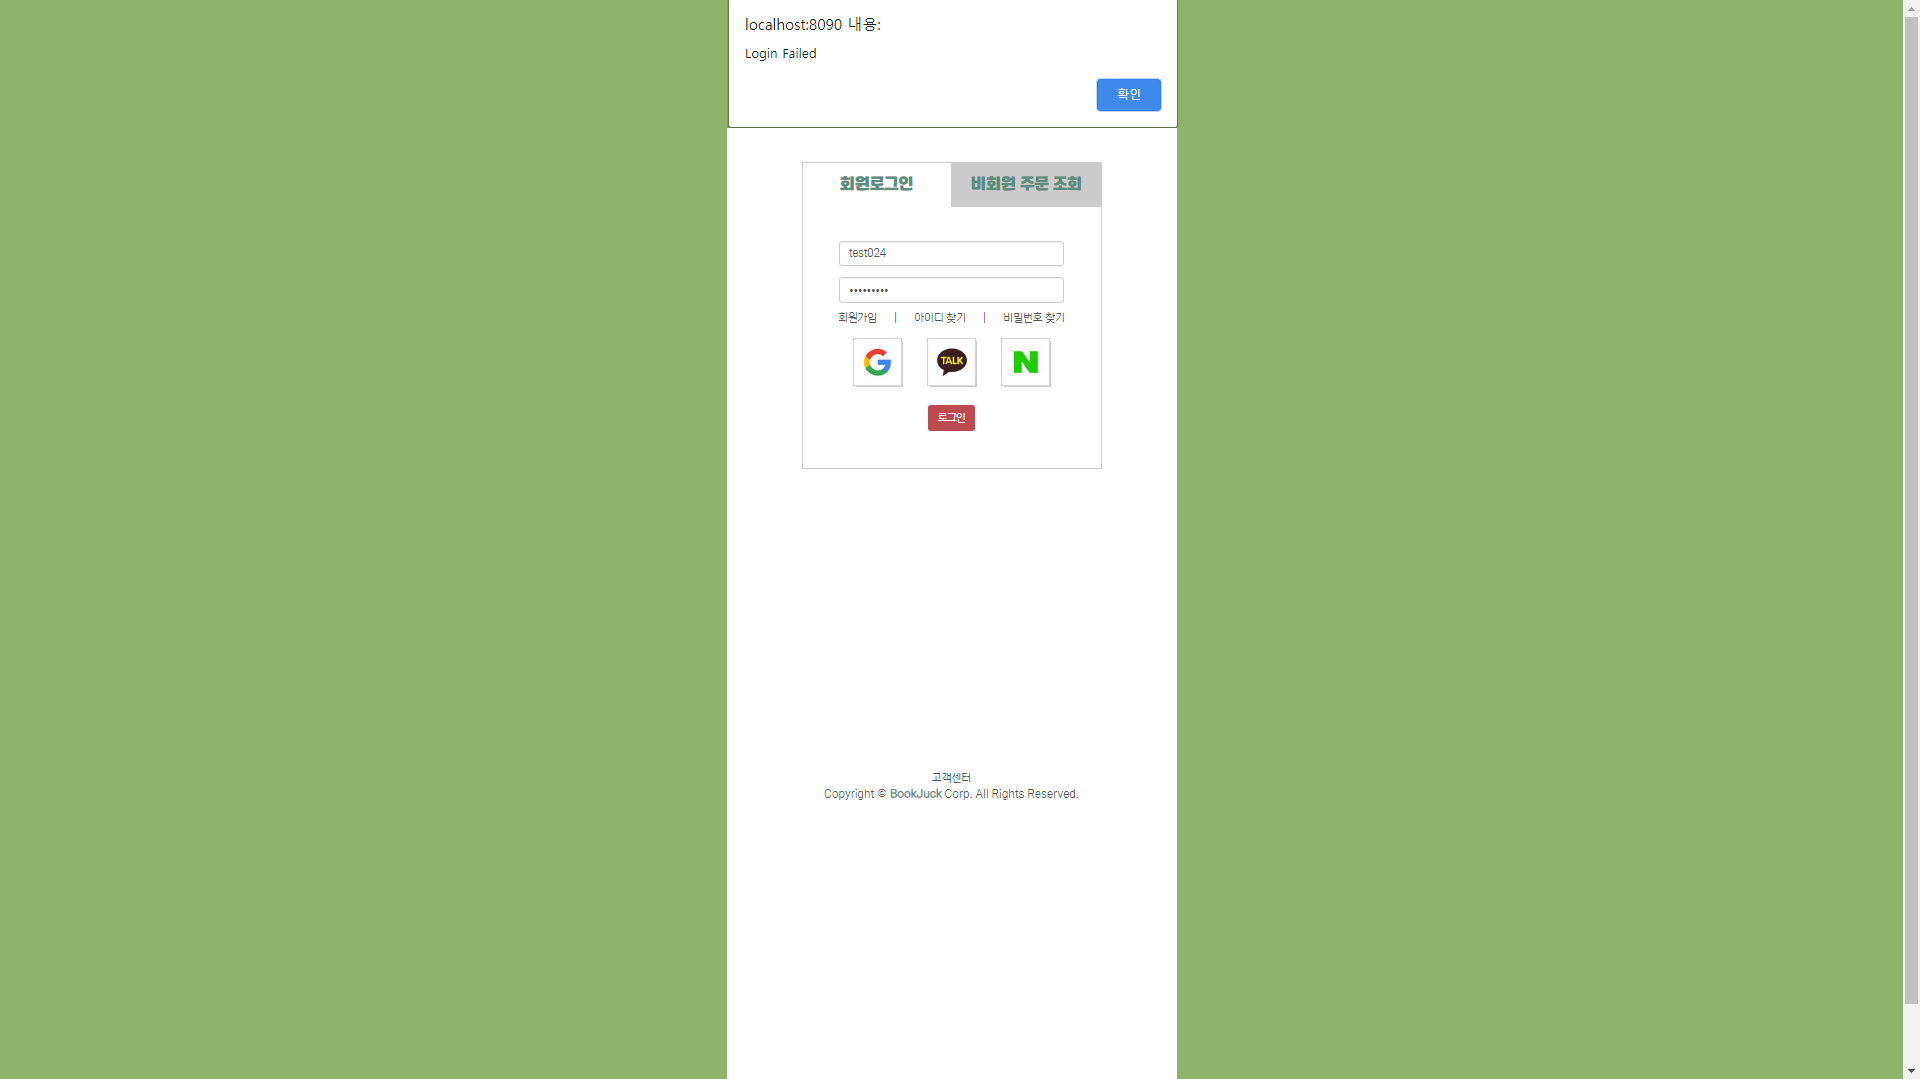 localhost:8090 내용:
Login Failed
확인
회원로그인 비회원 주문 조회
test024
•••••••••
회원가입 | 아이디 찾기 | 비밀번호 찾기
G TALK N
로그인
고객센터
Copyright © BookJuck Corp. All Rights Reserved.